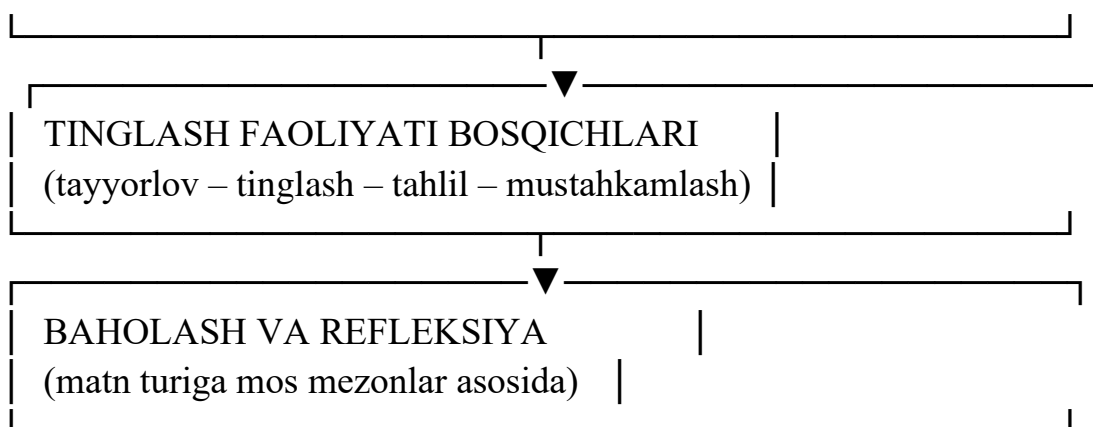 TINGLASH FAOLIYATI BOSQICHLARI
(tayyorlov – tinglash – tahlil – mustahkamlash)
BAHOLASH VA REFLEKSIYA
(matn turiga mos mezonlar asosida)